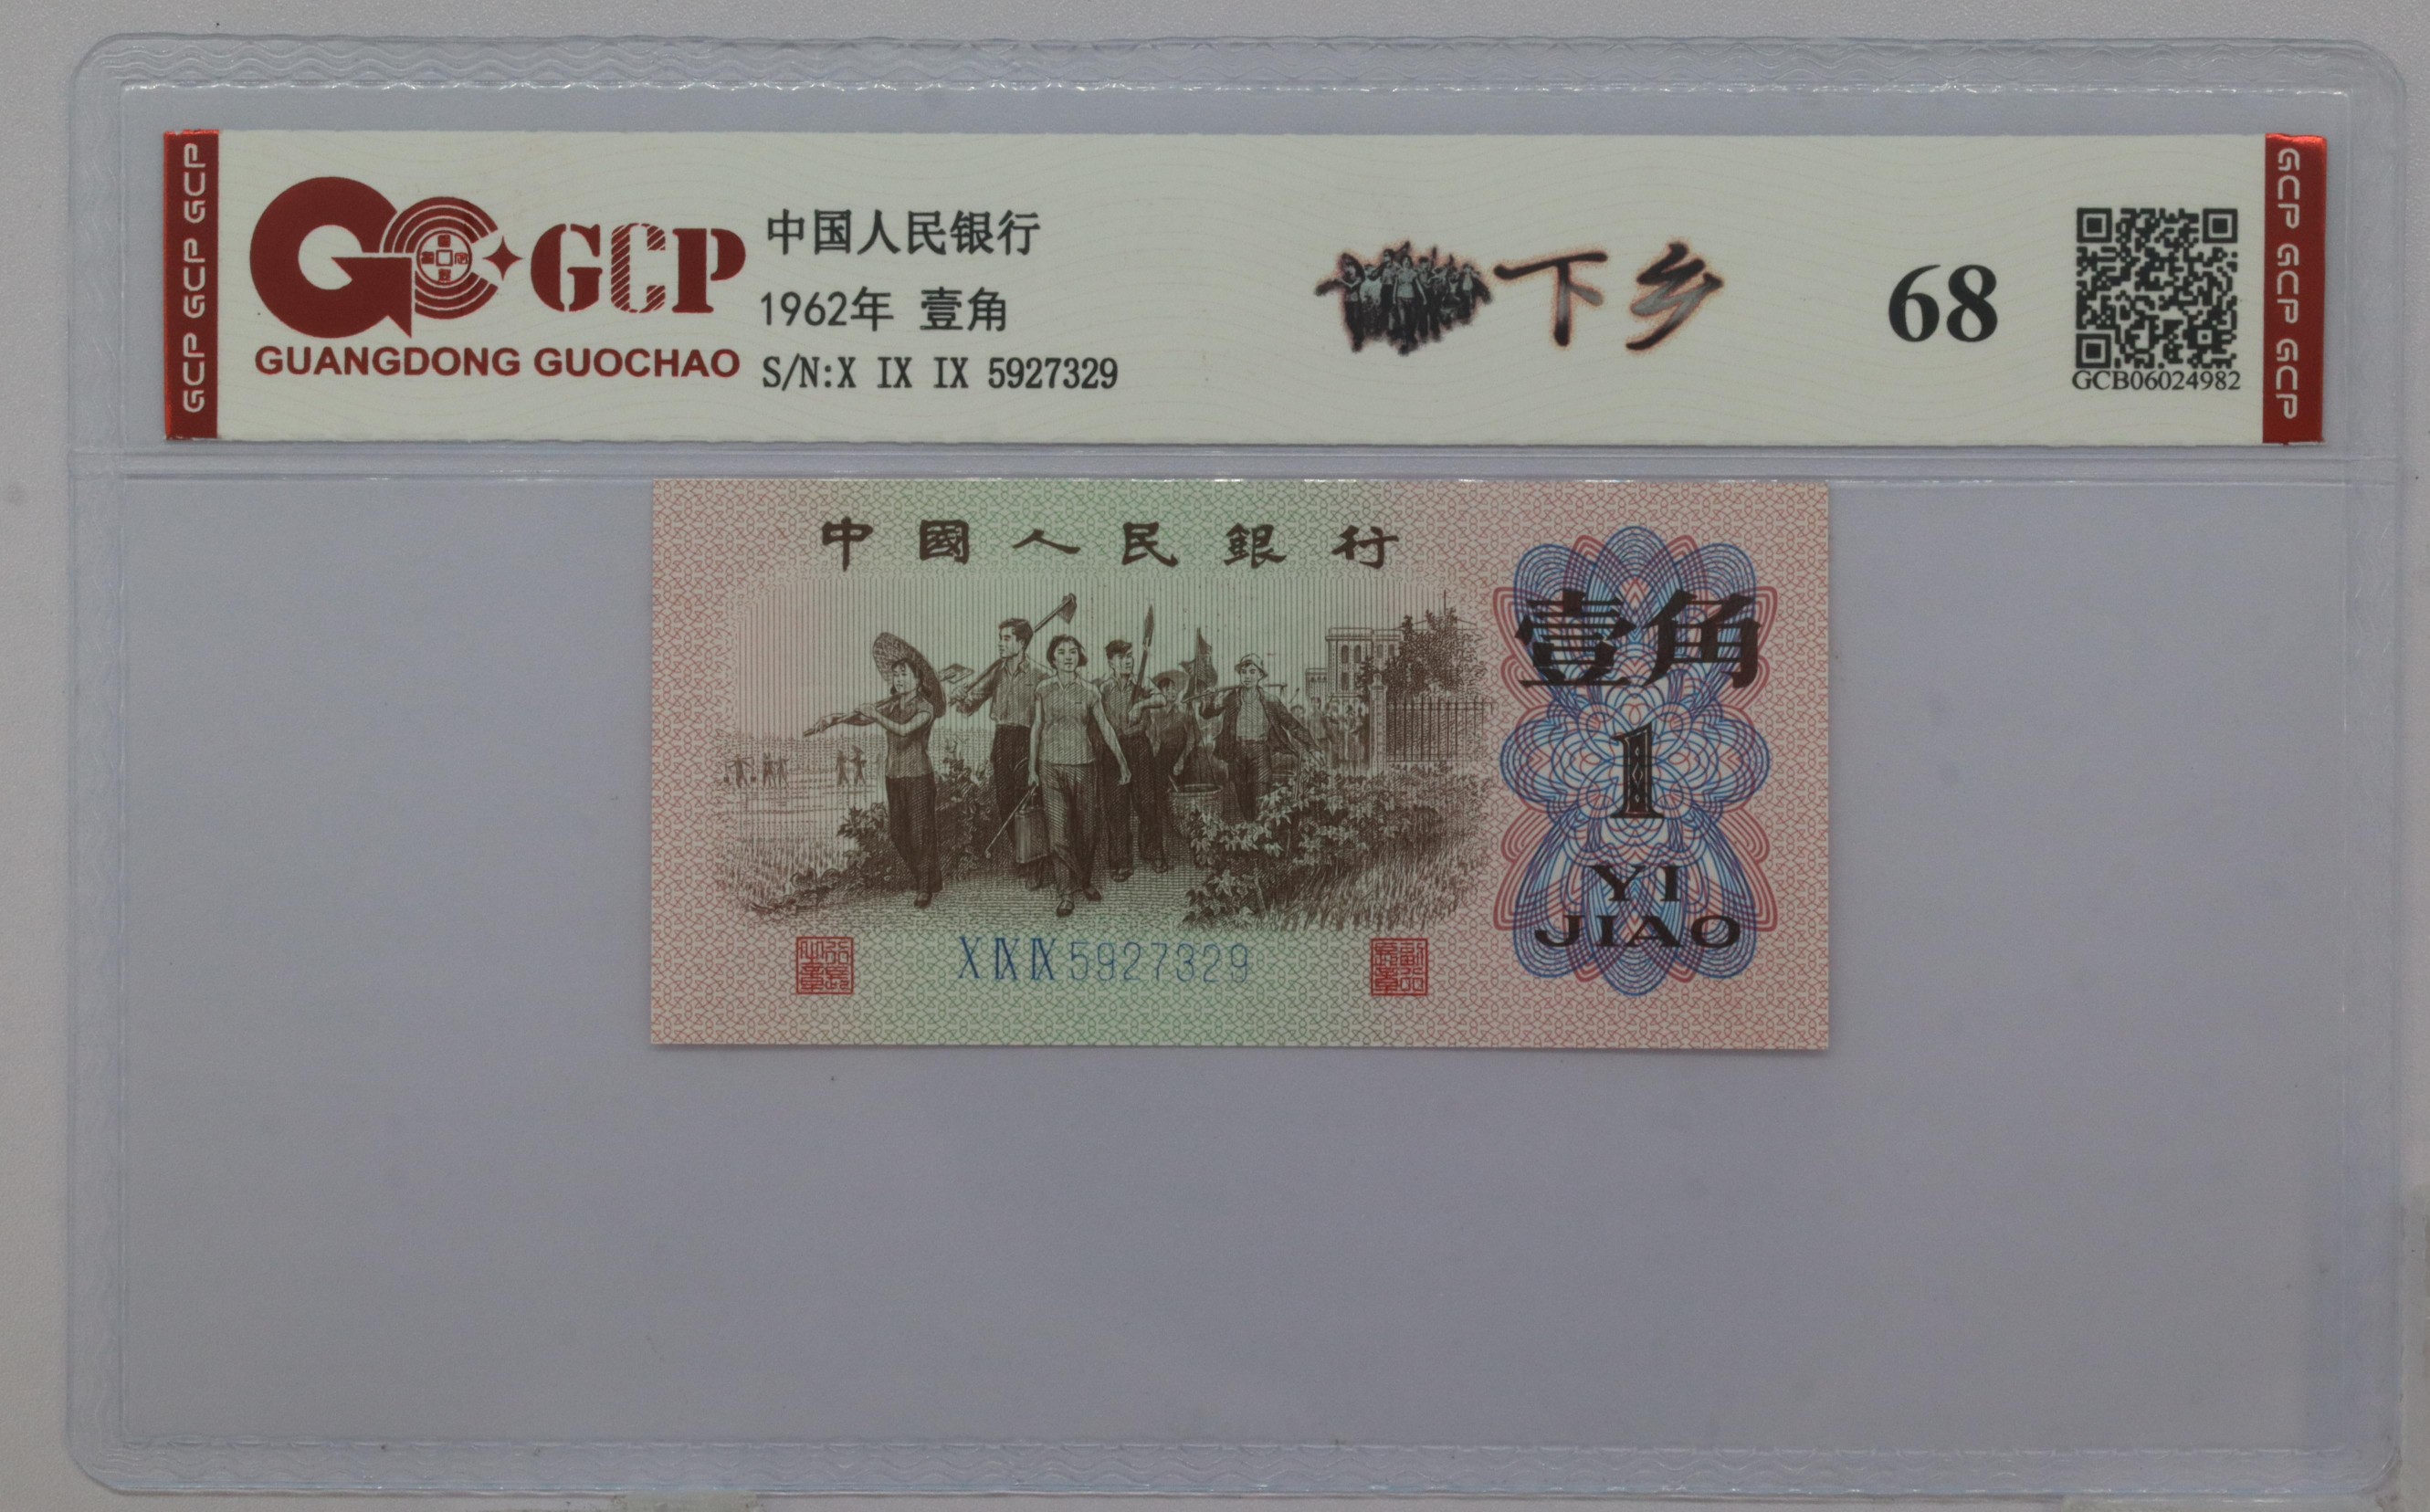 GCP GCP GCP
GCP
GUANGDONG GUOCHAO
中国人民银行
1962年 壹角
S/N:X IX IX 5927329
下乡
68
GCB06024982
GCP GCP GCP
中國人民銀行
壹角
1
YI
JIAO
X IX IX 5927329